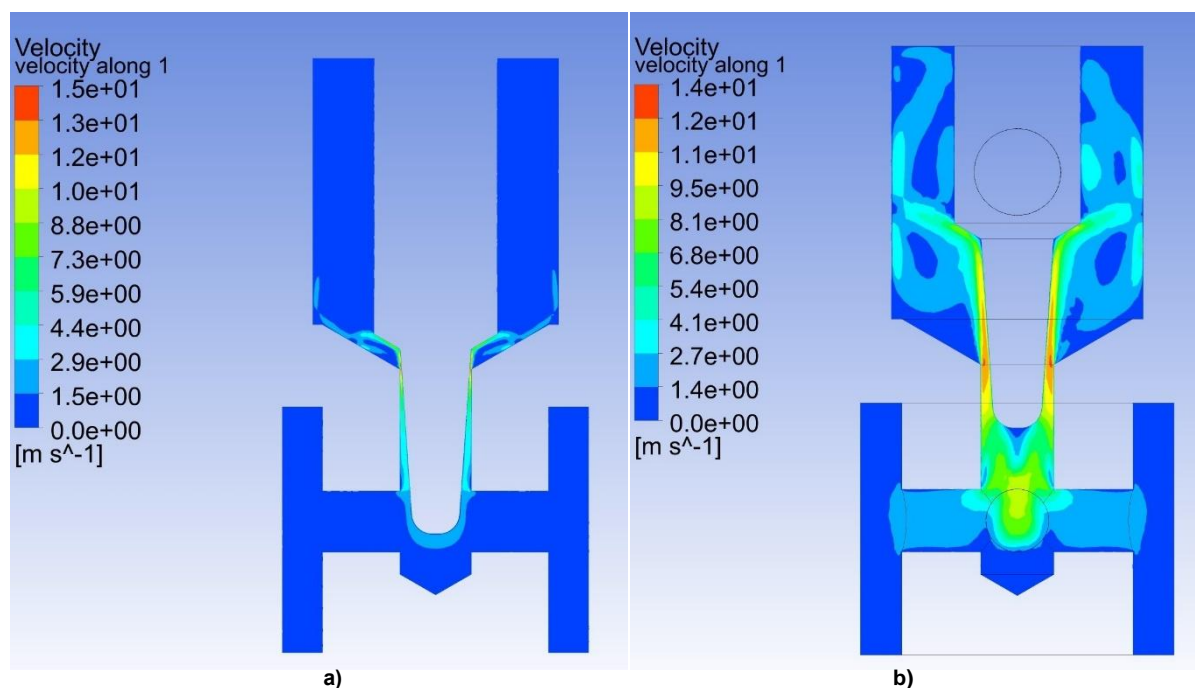 Velocity
velocity along 1
1.5e+01
1.3e+01
1.2e+01
1.0e+01
8.8e+00
7.3e+00
5.9e+00
4.4e+00
2.9e+00
1.5e+00
0.0e+00
[m s^-1]
a)
Velocity
velocity along 1
1.4e+01
1.2e+01
1.1e+01
9.5e+00
8.1e+00
6.8e+00
5.4e+00
4.1e+00
2.7e+00
1.4e+00
0.0e+00
[m s^-1]
b)